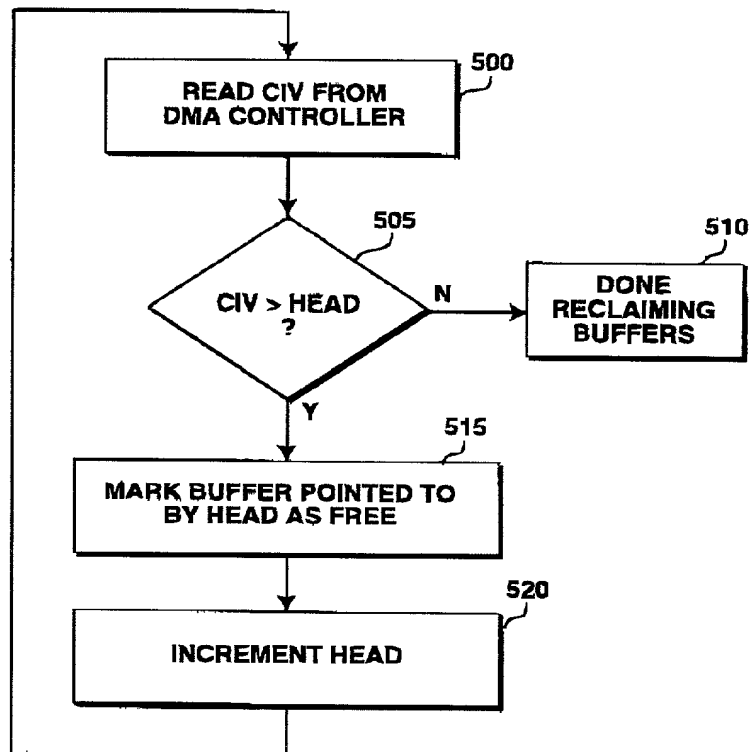 500
READ CIV FROM
DMA CONTROLLER
505
CIV > HEAD
?
N
Y
510
DONE
RECLAIMING
BUFFERS
515
MARK BUFFER POINTED TO
BY HEAD AS FREE
520
INCREMENT HEAD